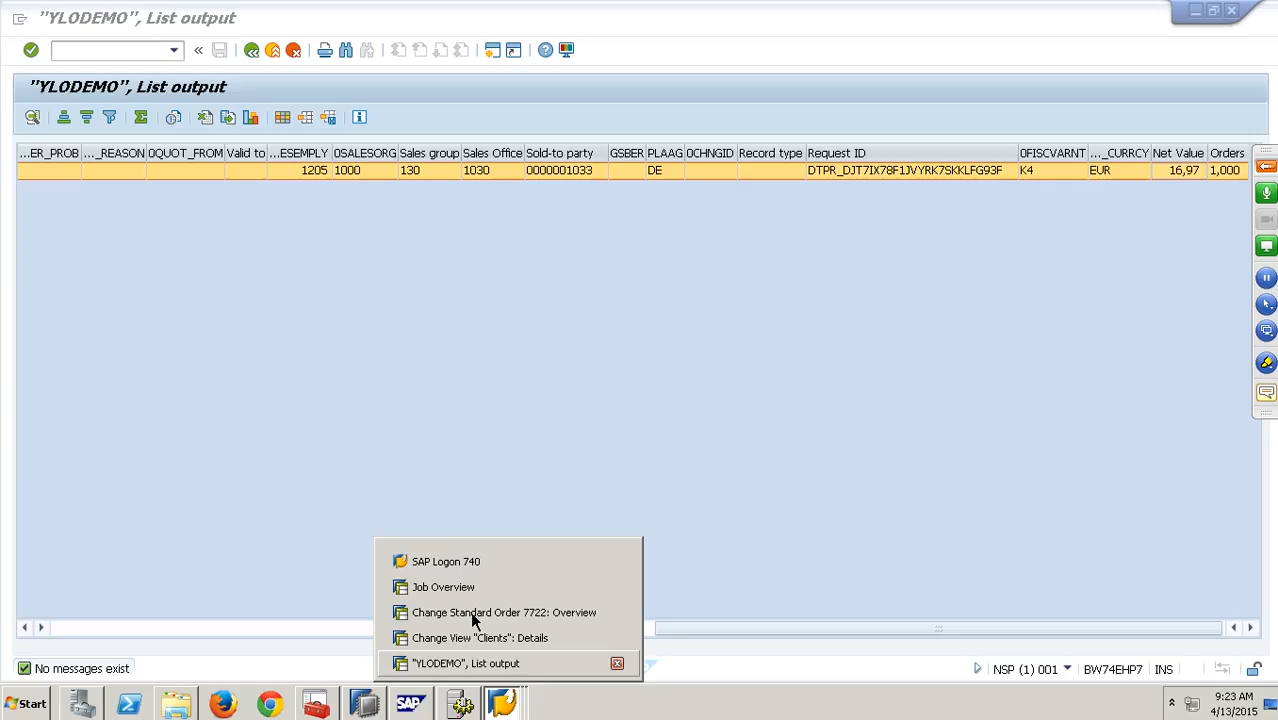 "YLODEMO", List output
"YLODEMO", List output
...ER_PROB ..._REASON 0QUOT_FROM Valid to ...ESEMPLY 0SALESORG Sales group Sales Office Sold-to party GSBER PLAAG 0CHNGID Record type Request ID 0FISCVARNT ..._CURRCY Net Value Orders
1205 1000 130 1030 0000001033 DE DTPR_DJT7IX78F1JVYRK7SKKLFG93F K4 EUR 16,97 1,000
SAP Logon 740
Job Overview
Change Standard Order 7722: Overview
Change View "Clients": Details
"YLODEMO", List output
No messages exist NSP (1) 001 BW74EHP7 INS
Start SAP 9:23 AM
4/13/2015